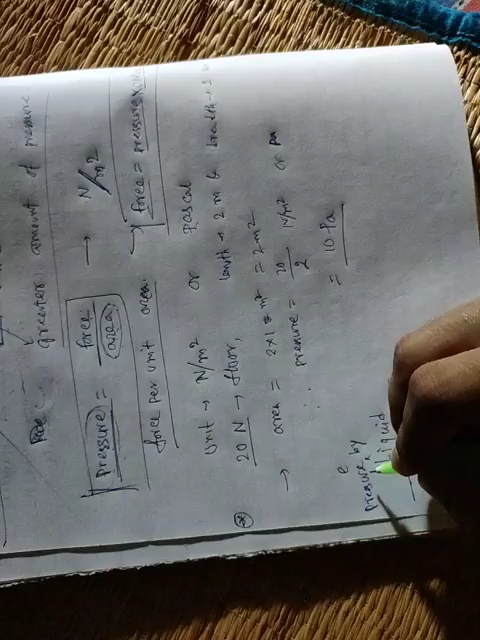 greater amount of pressure
Pressure = force / area → N/m2
force per unit area. → force = pressure
Unit → N/m2 or Pascal
20 N → floor, length → 2 m & breadth → 1
→ area = 2x1 = m2 = 2m2
∴ pressure = 20/2 N/m2 or Pa
= 10 Pa
Pressure by
liquid